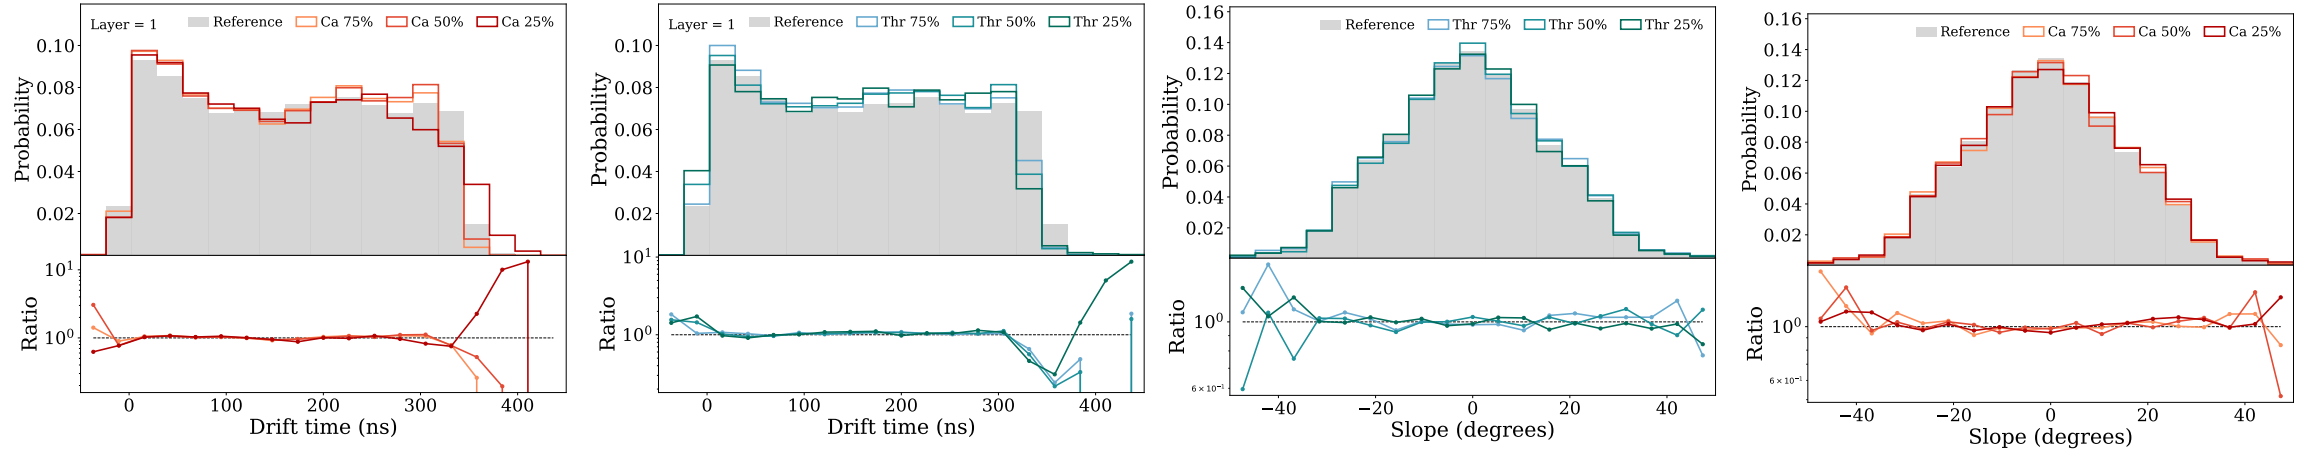 Layer = 1
Reference
Ca 75%
Ca 50%
Ca 25%
Probability
0.10
0.08
0.06
0.04
0.02
Ratio
10¹
10⁰
0
100
200
300
400
Drift time (ns)
Layer = 1
Reference
Thr 75%
Thr 50%
Thr 25%
Probability
0.10
0.08
0.06
0.04
0.02
Ratio
10¹
10⁰
0
100
200
300
400
Drift time (ns)
Reference
Thr 75%
Thr 50%
Thr 25%
Probability
0.16
0.14
0.12
0.10
0.08
0.06
0.04
0.02
Ratio
10⁰
6 × 10⁻¹
−40
−20
0
20
40
Slope (degrees)
Reference
Ca 75%
Ca 50%
Ca 25%
Probability
0.16
0.14
0.12
0.10
0.08
0.06
0.04
0.02
Ratio
10⁰
6 × 10⁻¹
−40
−20
0
20
40
Slope (degrees)